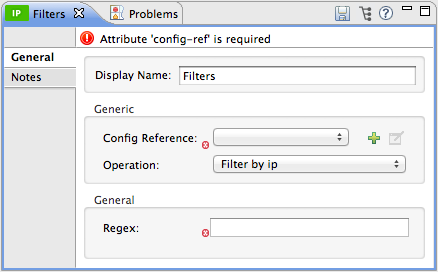 IP Filters Problems
Attribute 'config-ref' is required
General
Notes
Display Name: Filters
Generic
Config Reference:
Operation: Filter by ip
General
Regex: